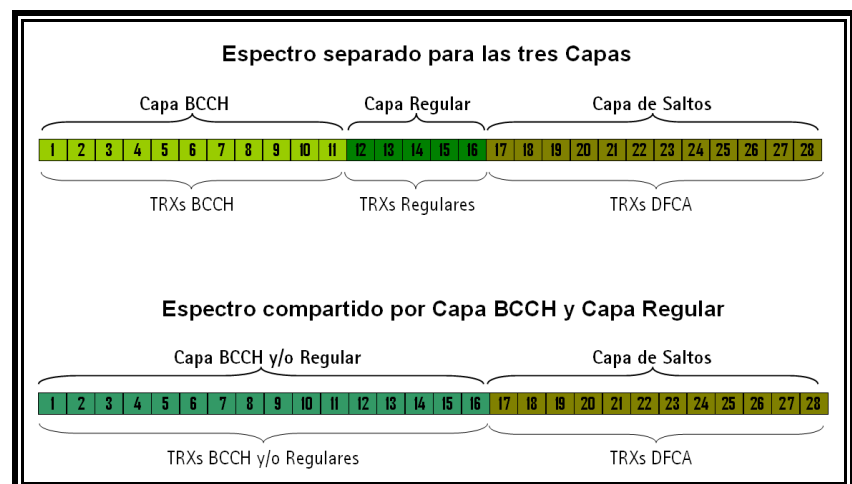 Espectro separado para las tres Capas
Capa BCCH Capa Regular Capa de Saltos
1 2 3 4 5 6 7 8 9 10 11 12 13 14 15 16 17 18 19 20 21 22 23 24 25 26 27 28
TRXs BCCH TRXs Regulares TRXs DFCA
Espectro compartido por Capa BCCH y Capa Regular
Capa BCCH y/o Regular Capa de Saltos
1 2 3 4 5 6 7 8 9 10 11 12 13 14 15 16 17 18 19 20 21 22 23 24 25 26 27 28
TRXs BCCH y/o Regulares TRXs DFCA